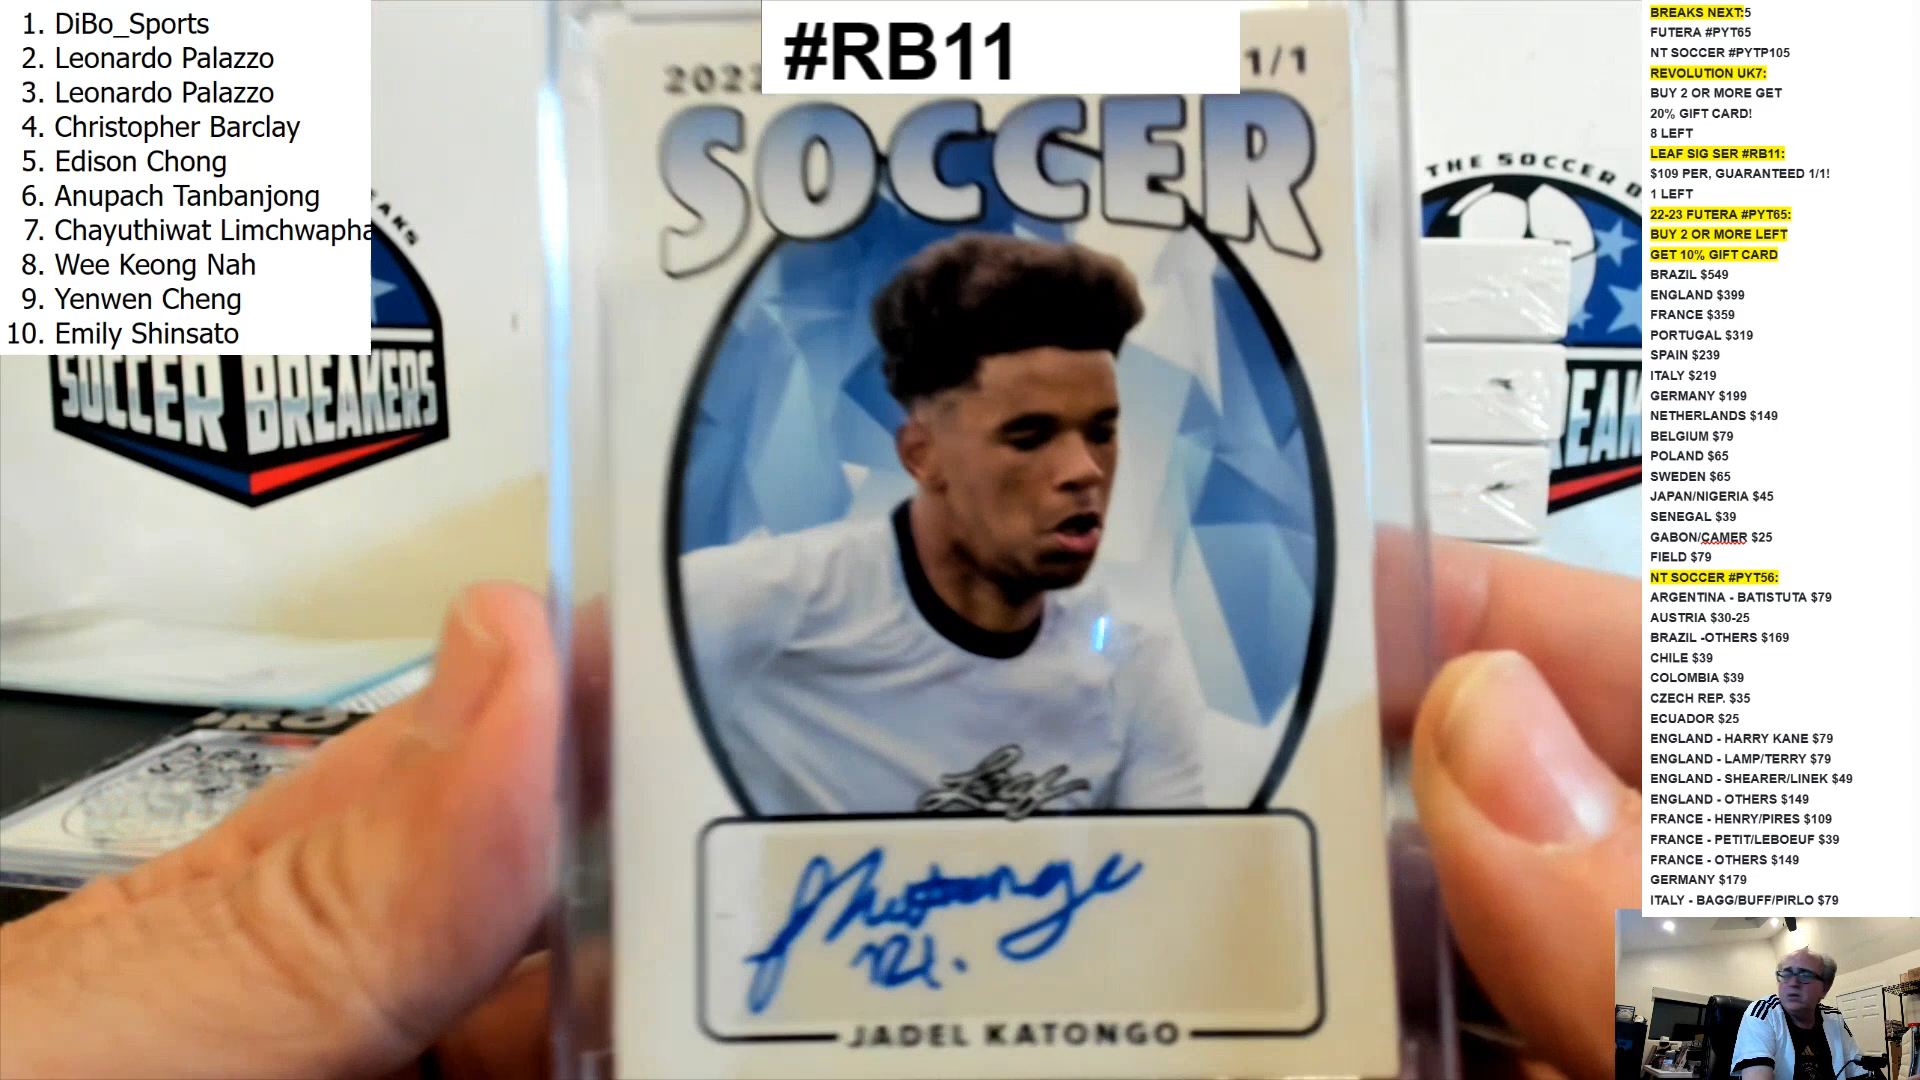 1. DiBo_Sports
2. Leonardo Palazzo
3. Leonardo Palazzo
4. Christopher Barclay
5. Edison Chong
6. Anupach Tanbanjong
7. Chayuthiwat Limchwapha
8. Wee Keong Nah
9. Yenwen Cheng
10. Emily Shinsato
#RB11
1/1
SOCCER
Leaf
JADEL KATONGO
SOCCER BREAKERS
THE SOCCER
BREAKS NEXT:5
FUTERA #PYT65
NT SOCCER #PYTP105
REVOLUTION UK7:
BUY 2 OR MORE GET
20% GIFT CARD!
8 LEFT
LEAF SIG SER #RB11:
$109 PER, GUARANTEED 1/1!
1 LEFT
22-23 FUTERA #PYT65:
BUY 2 OR MORE LEFT
GET 10% GIFT CARD
BRAZIL $549
ENGLAND $399
FRANCE $359
PORTUGAL $319
SPAIN $239
ITALY $219
GERMANY $199
NETHERLANDS $149
BELGIUM $79
POLAND $65
SWEDEN $65
JAPAN/NIGERIA $45
SENEGAL $39
GABON/CAMER $25
FIELD $79
NT SOCCER #PYT56:
ARGENTINA - BATISTUTA $79
AUSTRIA $30-25
BRAZIL -OTHERS $169
CHILE $39
COLOMBIA $39
CZECH REP. $35
ECUADOR $25
ENGLAND - HARRY KANE $79
ENGLAND - LAMP/TERRY $79
ENGLAND - SHEARER/LINEK $49
ENGLAND - OTHERS $149
FRANCE - HENRY/PIRES $109
FRANCE - PETIT/LEBOEUF $39
FRANCE - OTHERS $149
GERMANY $179
ITALY - BAGG/BUFF/PIRLO $79